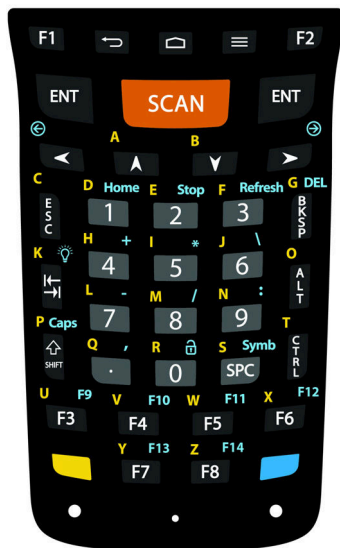 F1 F2
ENT SCAN ENT
A B
C D Home E Stop F Refresh G DEL
ESC 1 2 3 BKSP
H + I * J \
K 4 5 6 O
ALT
L - M / N :
7 8 9
P Caps Q , R S Symb T
SHIFT . 0 SPC CTRL
U F9 V F10 W F11 X F12
F3 F4 F5 F6
Y F13 Z F14
F7 F8